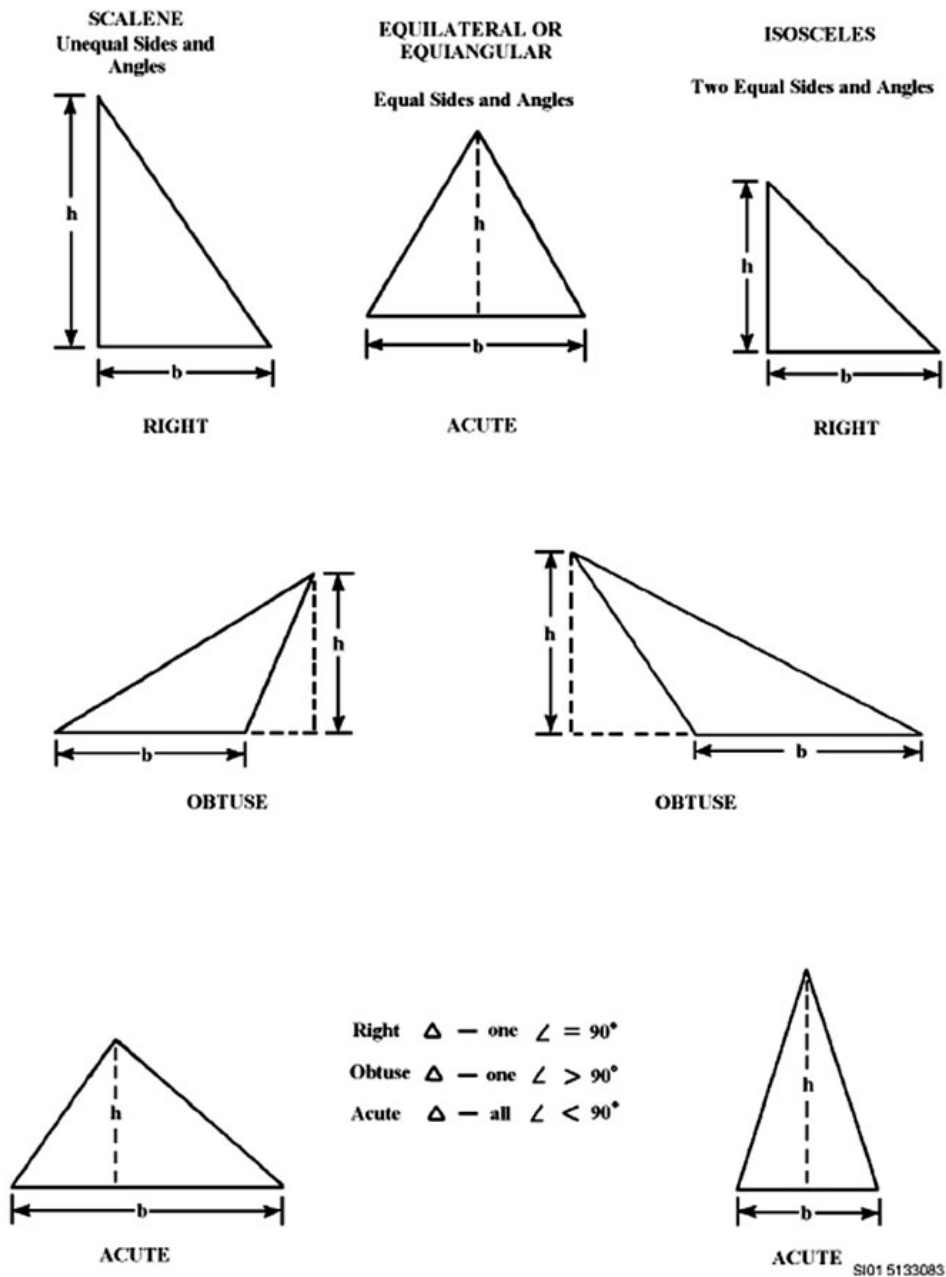 SCALENE
Unequal Sides and
Angles
EQUILATERAL OR
EQUIANGULAR
Equal Sides and Angles
ISOSCELES
Two Equal Sides and Angles
h
b
RIGHT
h
b
ACUTE
h
b
RIGHT
h
b
OBTUSE
h
b
OBTUSE
h
b
ACUTE
Right Δ — one ∠ = 90°
Obtuse Δ — one ∠ > 90°
Acute Δ — all ∠ < 90°
h
b
ACUTE
SI01 5133083